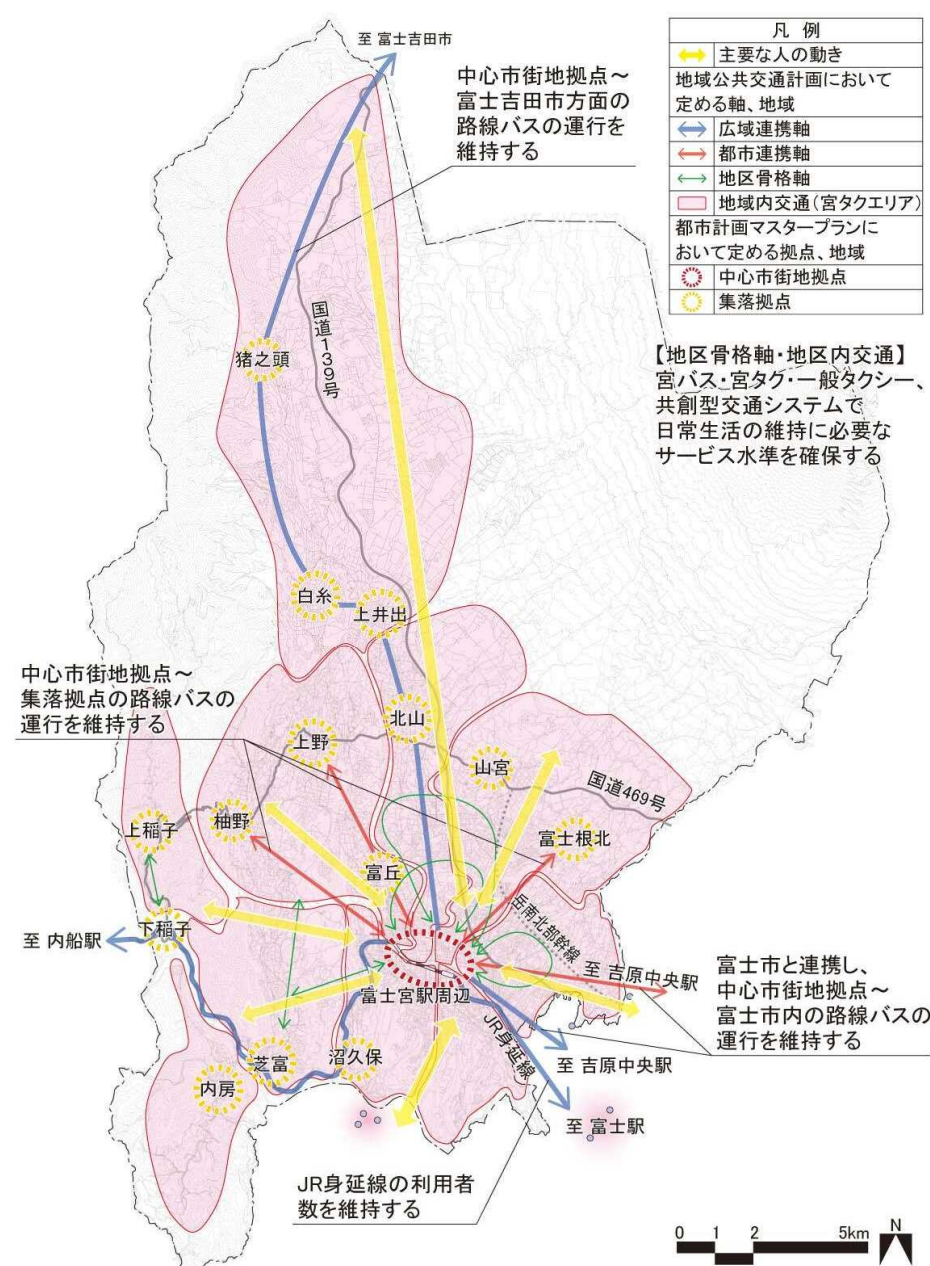 至 富士吉田市
中心市街地拠点～
富士吉田市方面の
路線バスの運行を
維持する
凡 例
主要な人の動き
地域公共交通計画において
定める軸、地域
広域連携軸
都市連携軸
地区骨格軸
地域内交通(宮タクエリア)
都市計画マスタープランに
おいて定める拠点、地域
中心市街地拠点
集落拠点
国道139号
猪之頭
【地区骨格軸・地区内交通】
宮バス・宮タク・一般タクシー、
共創型交通システムで
日常生活の維持に必要な
サービス水準を確保する
白糸
上井出
中心市街地拠点～
集落拠点の路線バスの
運行を維持する
北山
上野
山宮
国道469号
上稲子
柚野
富士根北
富丘
岳南北部幹線
下稲子
至 内船駅
至 吉原中央駅
富士宮駅周辺
富士市と連携し、
中心市街地拠点～
富士市内の路線バスの
運行を維持する
JR身延線
芝富
沼久保
内房
至 吉原中央駅
至 富士駅
JR身延線の利用者
数を維持する
0 1 2 5km
N